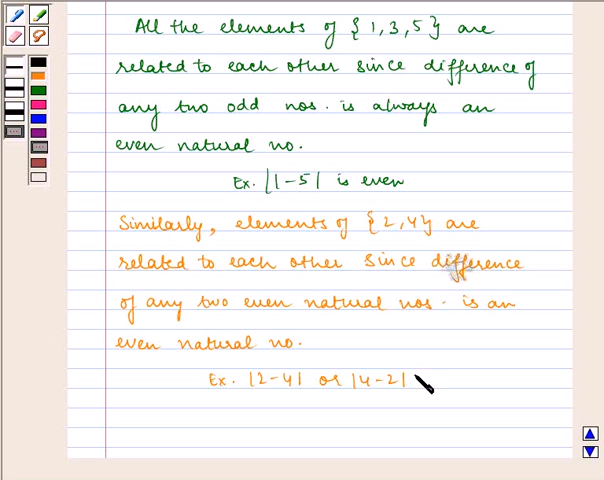 All the elements of {1, 3, 5} are
related to each other since difference of
any two odd nos. is always an
even natural no.
Ex. |1-5| is even
Similarly, elements of {2, 4} are
related to each other since difference
of any two even natural nos. is an
even natural no.
Ex. |2-4| or |4-2|